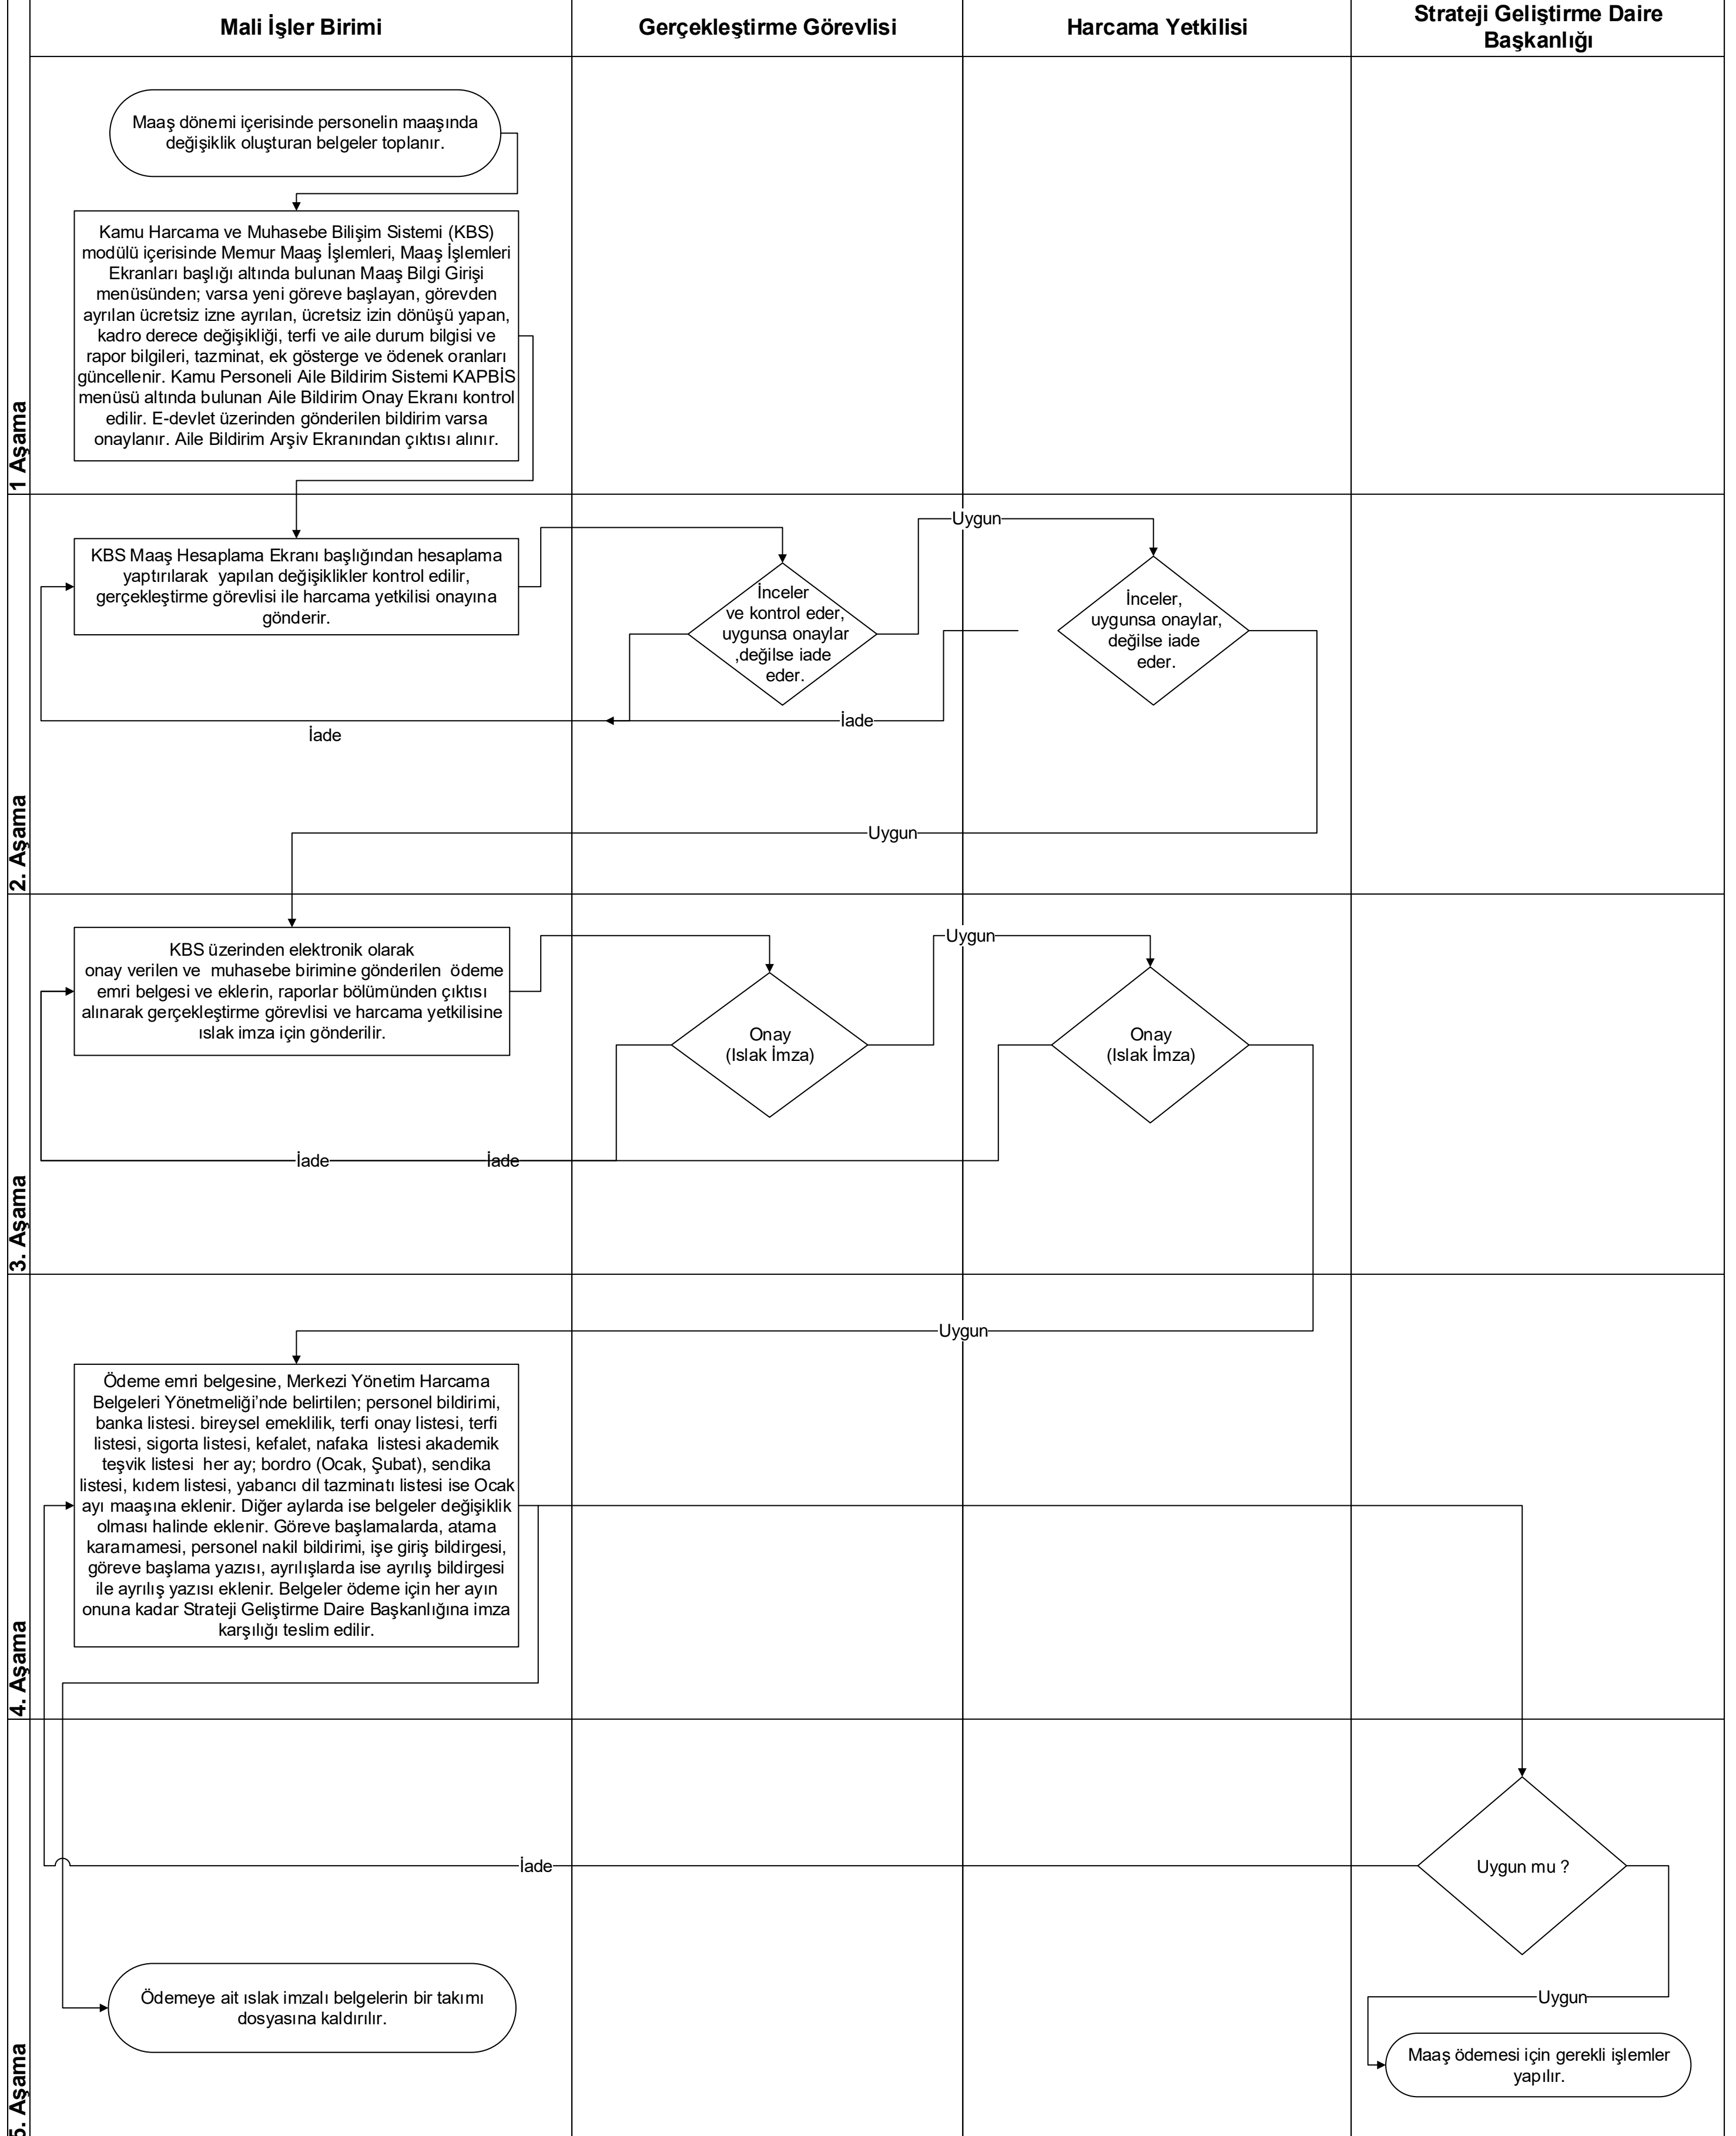 Mali İşler Birimi
Gerçekleştirme Görevlisi
Harcama Yetkilisi
Strateji Geliştirme Daire
Başkanlığı
1 Aşama
Maaş dönemi içerisinde personelin maaşında
değişiklik oluşturan belgeler toplanır.
Kamu Harcama ve Muhasebe Bilişim Sistemi (KBS)
modülü içerisinde Memur Maaş İşlemleri, Maaş İşlemleri
Ekranları başlığı altında bulunan Maaş Bilgi Girişi
menüsünden; varsa yeni göreve başlayan, görevden
ayrılan ücretsiz izne ayrılan, ücretsiz izin dönüşü yapan,
kadro derece değişikliği, terfi ve aile durum bilgisi ve
rapor bilgileri, tazminat, ek gösterge ve ödenek oranları
güncellenir. Kamu Personeli Aile Bildirim Sistemi KAPBİS
menüsü altında bulunan Aile Bildirim Onay Ekranı kontrol
edilir. E-devlet üzerinden gönderilen bildirim varsa
onaylanır. Aile Bildirim Arşiv Ekranından çıktısı alınır.
2. Aşama
KBS Maaş Hesaplama Ekranı başlığından hesaplama
yaptırılarak  yapılan değişiklikler kontrol edilir,
gerçekleştirme görevlisi ile harcama yetkilisi onayına
gönderir.
İnceler
ve kontrol eder,
uygunsa onaylar
,değilse iade
eder.
Uygun
İnceler,
uygunsa onaylar,
değilse iade
eder.
İade
İade
Uygun
3. Aşama
KBS üzerinden elektronik olarak
onay verilen ve  muhasebe birimine gönderilen  ödeme
emri belgesi ve eklerin, raporlar bölümünden çıktısı
alınarak gerçekleştirme görevlisi ve harcama yetkilisine
ıslak imza için gönderilir.
Onay
(Islak İmza)
Uygun
Onay
(Islak İmza)
İade
İade
Uygun
4. Aşama
Ödeme emri belgesine, Merkezi Yönetim Harcama
Belgeleri Yönetmeliği’nde belirtilen; personel bildirimi,
banka listesi. bireysel emeklilik, terfi onay listesi, terfi
listesi, sigorta listesi, kefalet, nafaka  listesi akademik
teşvik listesi  her ay; bordro (Ocak, Şubat), sendika
listesi, kıdem listesi, yabancı dil tazminatı listesi ise Ocak
ayı maaşına eklenir. Diğer aylarda ise belgeler değişiklik
olması halinde eklenir. Göreve başlamalarda, atama
kararnamesi, personel nakil bildirimi, işe giriş bildirgesi,
göreve başlama yazısı, ayrılışlarda ise ayrılış bildirgesi
ile ayrılış yazısı eklenir. Belgeler ödeme için her ayın
onuna kadar Strateji Geliştirme Daire Başkanlığına imza
karşılığı teslim edilir.
5. Aşama
İade
Uygun mu ?
Uygun
Ödemeye ait ıslak imzalı belgelerin bir takımı
dosyasına kaldırılır.
Maaş ödemesi için gerekli işlemler
yapılır.